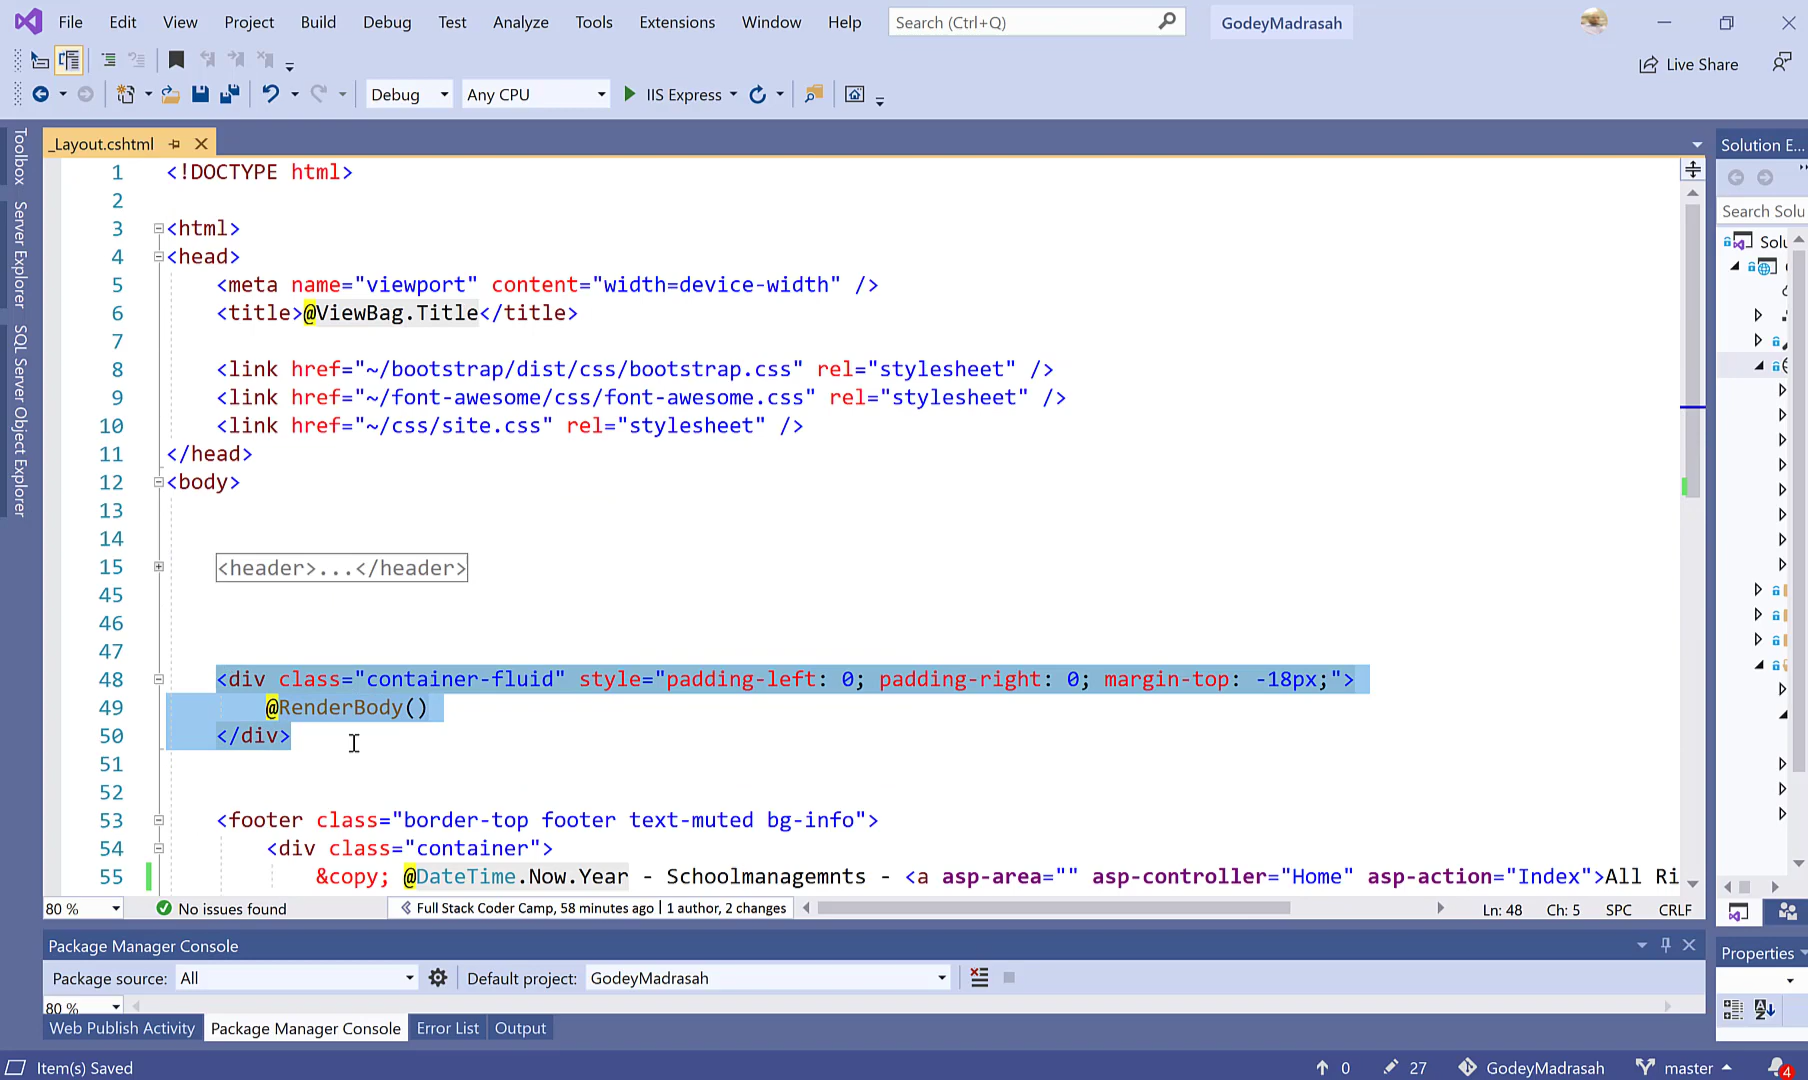 File Edit View Project Build Debug Test Analyze Tools Extensions Window Help Search (Ctrl+Q) GodeyMadrasah
Live Share
Debug Any CPU IIS Express
Toolbox
Server Explorer
SQL Server Object Explorer
_Layout.cshtml
Solution E...
Search Solu
Solu
1 <!DOCTYPE html>
2
3 <html>
4 <head>
5 <meta name="viewport" content="width=device-width" />
6 <title>@ViewBag.Title</title>
7
8 <link href="~/bootstrap/dist/css/bootstrap.css" rel="stylesheet" />
9 <link href="~/font-awesome/css/font-awesome.css" rel="stylesheet" />
10 <link href="~/css/site.css" rel="stylesheet" />
11 </head>
12 <body>
13
14
15 <header>...</header>
45
46
47
48 <div class="container-fluid" style="padding-left: 0; padding-right: 0; margin-top: -18px;">
49 @RenderBody()
50 </div>
51
52
53 <footer class="border-top footer text-muted bg-info">
54 <div class="container">
55 &copy; @DateTime.Now.Year - Schoolmanagemnts - <a asp-area="" asp-controller="Home" asp-action="Index">All Ri
80 % No issues found Full Stack Coder Camp, 58 minutes ago | 1 author, 2 changes Ln: 48 Ch: 5 SPC CRLF
Package Manager Console
Properties
Package source: All Default project: GodeyMadrasah
80 %
Web Publish Activity Package Manager Console Error List Output
Item(s) Saved 0 27 GodeyMadrasah master 4